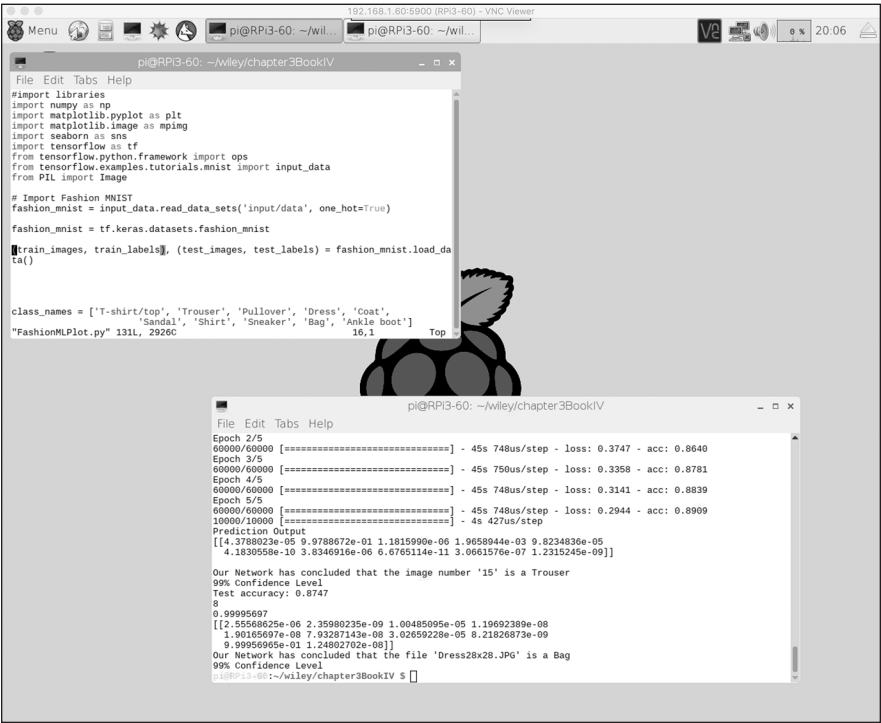 192.168.1.60:5900 (RPi3-60) - VNC Viewer
Menu pi@RPi3-60: ~/wil... pi@RPi3-60: ~/wil... 0 % 20:06
pi@RPi3-60: ~/wiley/chapter3BookIV
File Edit Tabs Help
#import libraries
import numpy as np
import matplotlib.pyplot as plt
import matplotlib.image as mpimg
import seaborn as sns
import tensorflow as tf
from tensorflow.python.framework import ops
from tensorflow.examples.tutorials.mnist import input_data
from PIL import Image
# Import Fashion MNIST
fashion_mnist = input_data.read_data_sets('input/data', one_hot=True)
fashion_mnist = tf.keras.datasets.fashion_mnist
(train_images, train_labels), (test_images, test_labels) = fashion_mnist.load_da
ta()
class_names = ['T-shirt/top', 'Trouser', 'Pullover', 'Dress', 'Coat',
'Sandal', 'Shirt', 'Sneaker', 'Bag', 'Ankle boot']
"FashionMLPlot.py" 131L, 2926C 16,1 Top
pi@RPi3-60: ~/wiley/chapter3BookIV
File Edit Tabs Help
Epoch 2/5
60000/60000 [==============================] - 45s 748us/step - loss: 0.3747 - acc: 0.8640
Epoch 3/5
60000/60000 [==============================] - 45s 750us/step - loss: 0.3358 - acc: 0.8781
Epoch 4/5
60000/60000 [==============================] - 45s 748us/step - loss: 0.3141 - acc: 0.8839
Epoch 5/5
60000/60000 [==============================] - 45s 748us/step - loss: 0.2944 - acc: 0.8909
10000/10000 [==============================] - 4s 427us/step
Prediction Output
[[4.3788023e-05 9.9788672e-01 1.1815990e-06 1.9658944e-03 9.8234836e-05
4.1830558e-10 3.8346916e-06 6.6765114e-11 3.0661576e-07 1.2315245e-09]]
Our Network has concluded that the image number '15' is a Trouser
99% Confidence Level
Test accuracy: 0.8747
8
0.99995697
[[2.55568625e-06 2.35980235e-09 1.00485095e-05 1.19692389e-08
1.90165697e-08 7.93287143e-08 3.02659228e-05 8.21826873e-09
9.99956965e-01 1.24802702e-08]]
Our Network has concluded that the file 'Dress28x28.JPG' is a Bag
99% Confidence Level
pi@RPi3-60:~/wiley/chapter3BookIV $